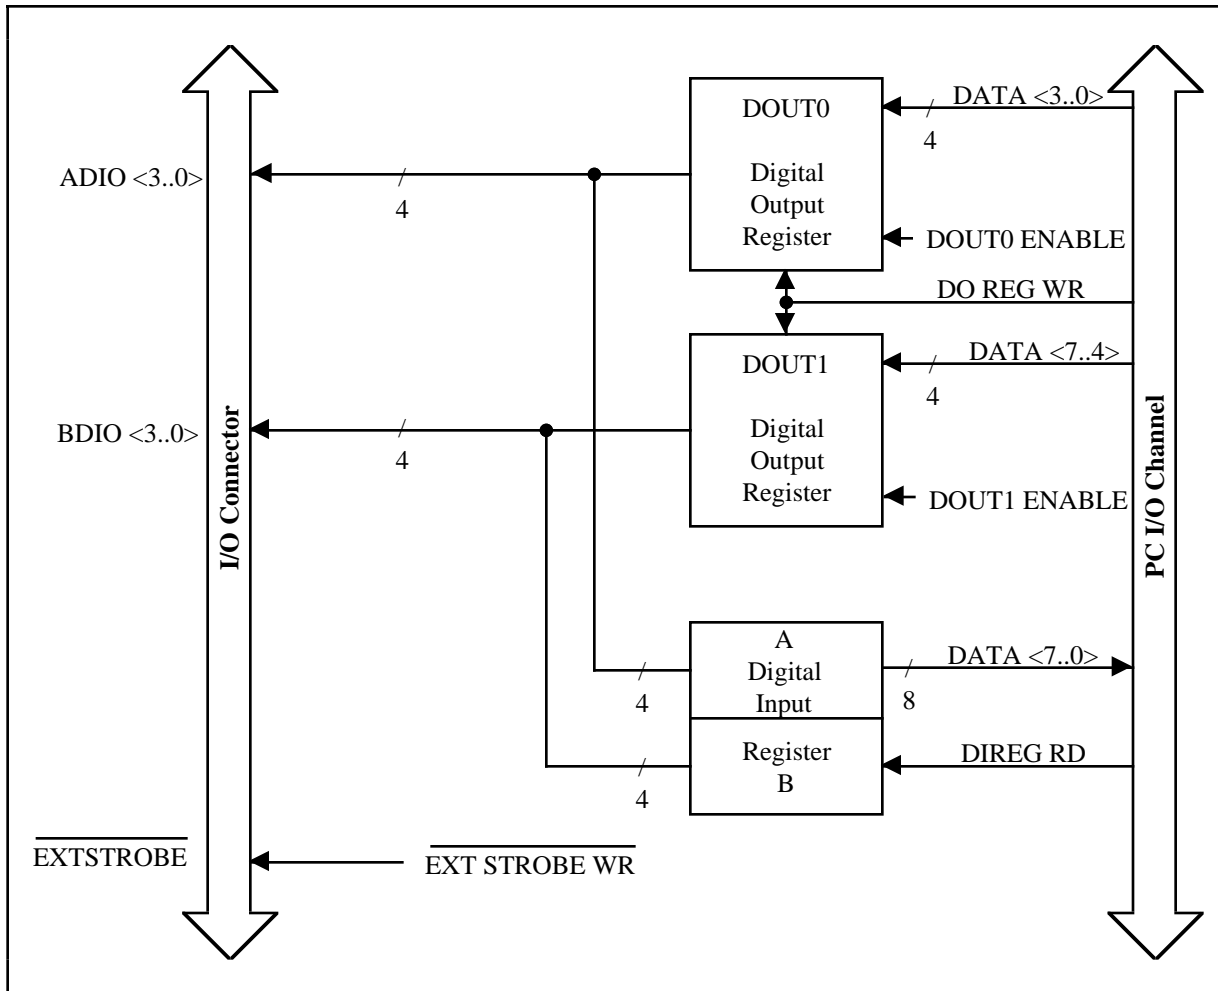 DOUT0
Digital
Output
Register
DATA <3..0>
4
DOUT0 ENABLE
ADIO <3..0>
4
DO REG WR
DOUT1
Digital
Output
Register
DATA <7..4>
4
DOUT1 ENABLE
BDIO <3..0>
4
I/O Connector
PC I/O Channel
A
Digital
Input
Register
B
4
4
DATA <7..0>
8
DIREG RD
EXTSTROBE
EXT STROBE WR